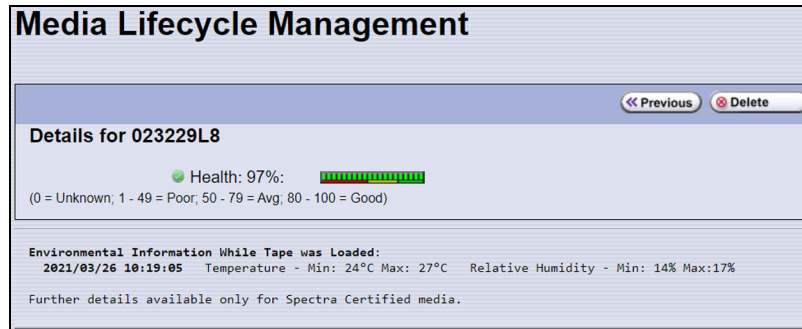 Media Lifecycle Management
Previous Delete
Details for 023229L8
Health: 97%:
(0 = Unknown; 1 - 49 = Poor; 50 - 79 = Avg; 80 - 100 = Good)
Environmental Information While Tape was Loaded:
2021/03/26 10:19:05 Temperature - Min: 24°C Max: 27°C Relative Humidity - Min: 14% Max:17%
Further details available only for Spectra Certified media.